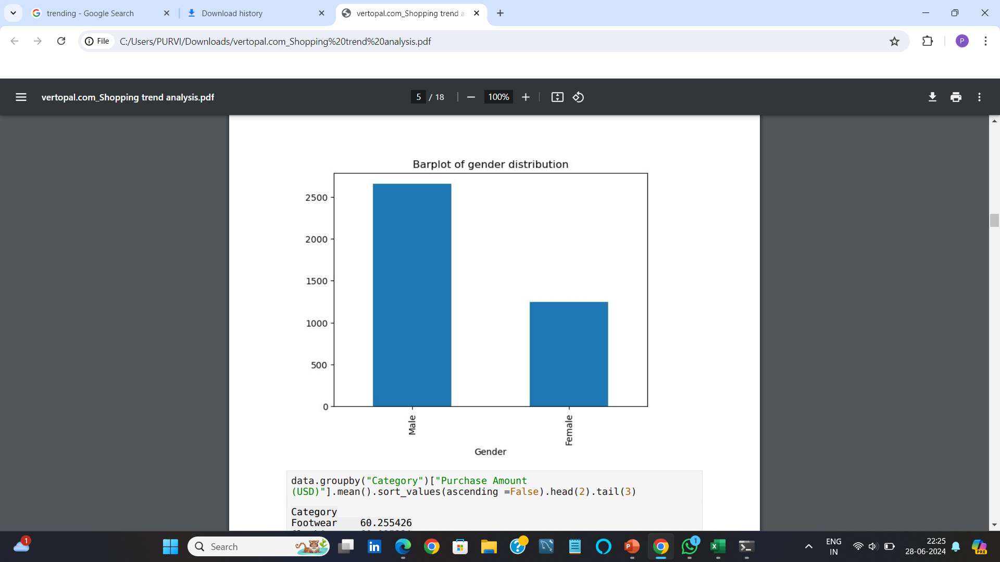 trending - Google Search
Download history
vertopal.com_Shopping trend a
File
C:/Users/PURVI/Downloads/vertopal.com_Shopping%20trend%20analysis.pdf
P
vertopal.com_Shopping trend analysis.pdf
5 / 18
100%
Barplot of gender distribution
2500
2000
1500
1000
500
0
Male
Female
Gender
data.groupby("Category")["Purchase Amount
(USD)"].mean().sort_values(ascending =False).head(2).tail(3)
Category
Footwear 60.255426
1
Search
1
ENG
IN
22:25
28-06-2024
PRE